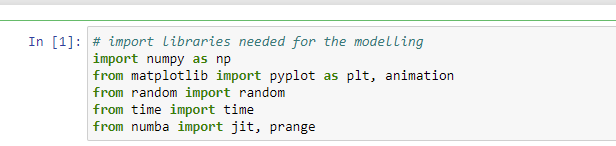 In [1]: # import libraries needed for the modelling
import numpy as np
from matplotlib import pyplot as plt, animation
from random import random
from time import time
from numba import jit, prange